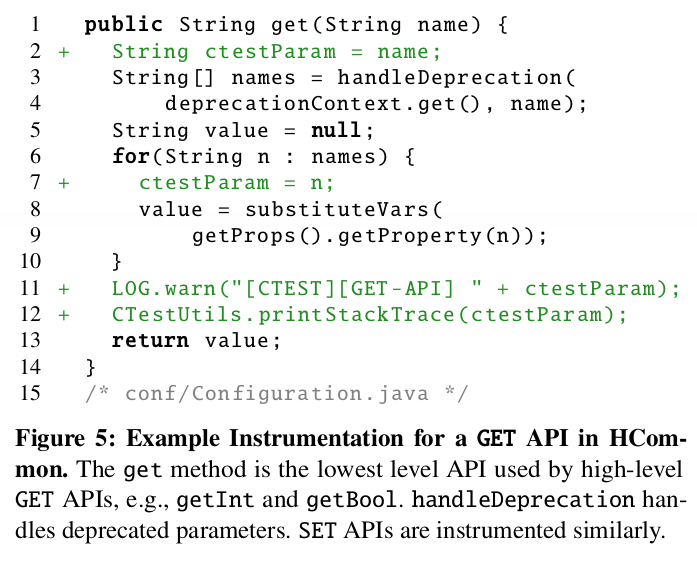 1 public String get(String name) {
2 + String ctestParam = name;
3 String[] names = handleDeprecation(
4 deprecationContext.get(), name);
5 String value = null;
6 for(String n : names) {
7 + ctestParam = n;
8 value = substituteVars(
9 getProps().getProperty(n));
10 }
11 + LOG.warn("[CTEST][GET-API] " + ctestParam);
12 + CTestUtils.printStackTrace(ctestParam);
13 return value;
14 }
15 /* conf/Configuration.java */
Figure 5: Example Instrumentation for a GET API in HCom-
mon. The get method is the lowest level API used by high-level
GET APIs, e.g., getInt and getBool. handleDeprecation han-
dles deprecated parameters. SET APIs are instrumented similarly.